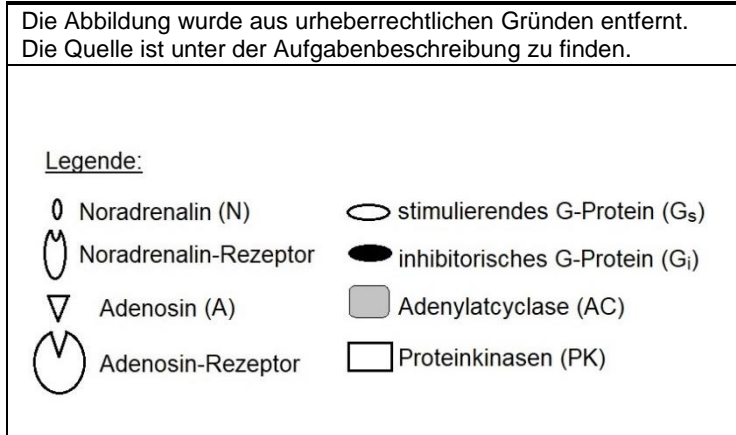 Die Abbildung wurde aus urheberrechtlichen Gründen entfernt.
Die Quelle ist unter der Aufgabenbeschreibung zu finden.
Legende:
Noradrenalin (N)
Noradrenalin-Rezeptor
Adenosin (A)
Adenosin-Rezeptor
stimulierendes G-Protein (Gs)
inhibitorisches G-Protein (Gi)
Adenylatcyclase (AC)
Proteinkinasen (PK)